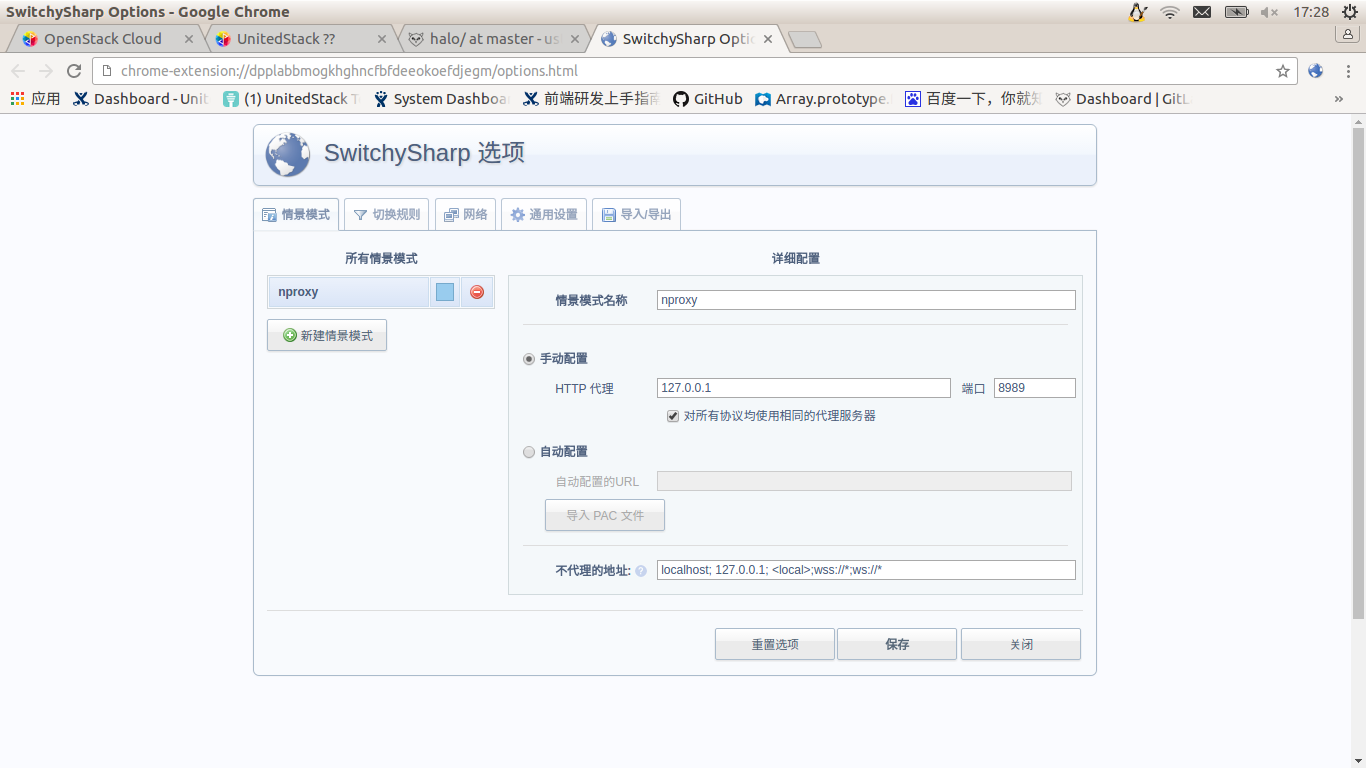 SwitchySharp Options - Google Chrome
17:28
OpenStack Cloud
UnitedStack ??
halo/ at master - us
SwitchySharp Optio
chrome-extension://dpplabbmogkhghncfbfdeeokoefdjegm/options.html
应用
Dashboard - Unit
(1) UnitedStack T
System Dashboa
前端研发上手指南
GitHub
Array.prototype.
百度一下，你就知
Dashboard | GitL
»
SwitchySharp 选项
情景模式
切换规则
网络
通用设置
导入/导出
所有情景模式
详细配置
nproxy
新建情景模式
情景模式名称
nproxy
手动配置
HTTP 代理
127.0.0.1
端口
8989
对所有协议均使用相同的代理服务器
自动配置
自动配置的URL
导入 PAC 文件
不代理的地址:
?
localhost; 127.0.0.1; <local>;wss://*;ws://*
重置选项
保存
关闭